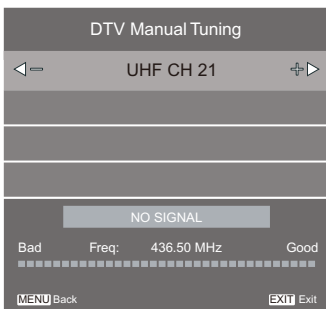 DTV Manual Tuning
UHF CH 21
NO SIGNAL
Bad Freq: 436.50 MHz Good
MENU Back EXIT Exit